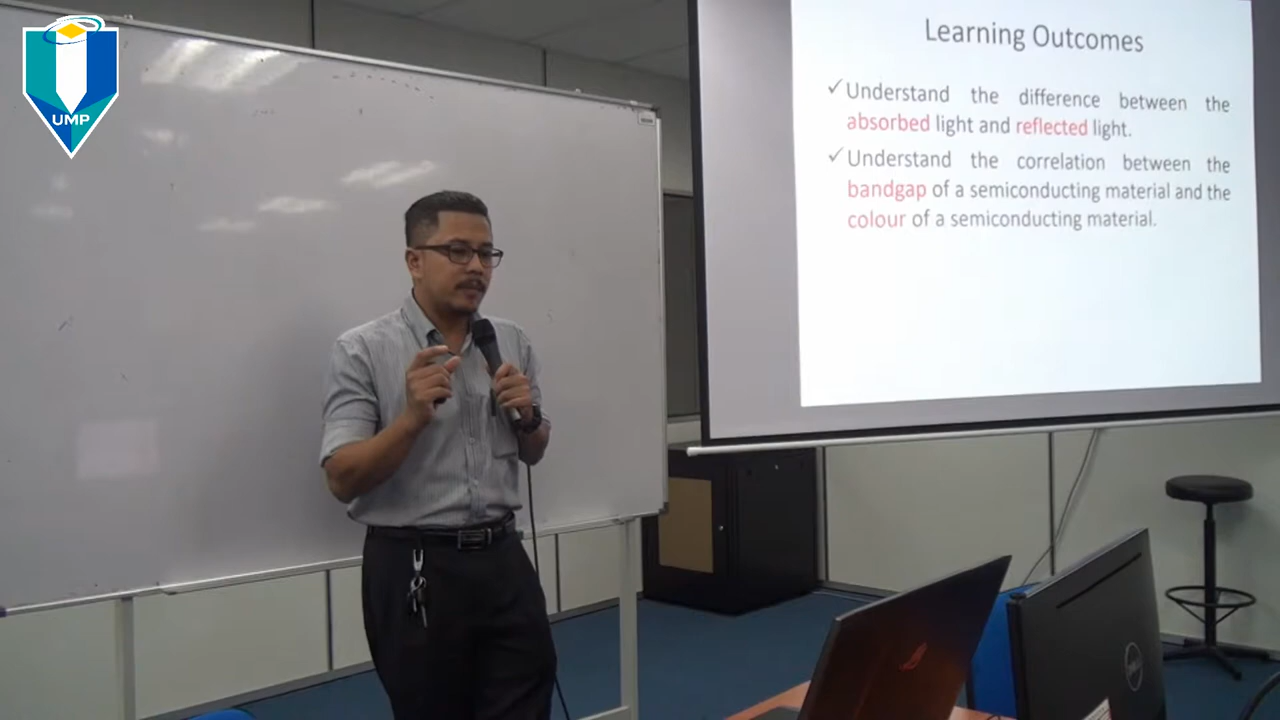 UMP
Learning Outcomes
✓Understand the difference between the
absorbed light and reflected light.
✓Understand the correlation between the
bandgap of a semiconducting material and the
colour of a semiconducting material.
DELL